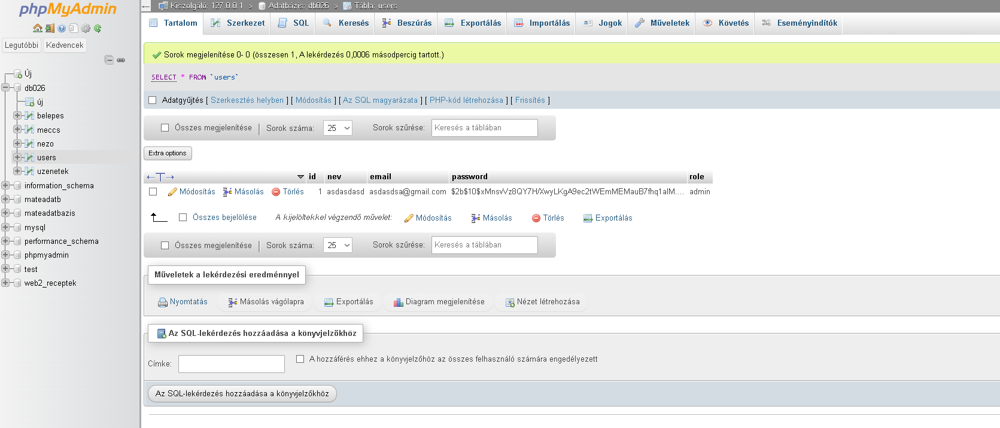 phpMyAdmin
Legutóbbi Kedvencek
Új
db026
új
belepes
meccs
nezo
users
uzenetek
information_schema
mateadatb
mateadatbazis
mysql
performance_schema
phpmyadmin
test
web2_receptek
Kiszolgáló: 127.0.0.1 » Adatbázis: db026 » Tábla: users
Tartalom Szerkezet SQL Keresés Beszúrás Exportálás Importálás Jogok Műveletek Követés Eseményindítók
Sorok megjelenítése 0- 0 (összesen 1, A lekérdezés 0,0006 másodpercig tartott.)
SELECT * FROM `users`
Adatgyűjtés [ Szerkesztés helyben ] [ Módosítás ] [ Az SQL magyarázata ] [ PHP-kód létrehozása ] [ Frissítés ]
Összes megjelenítése | Sorok száma: 25 Sorok szűrése: Keresés a táblában
Extra options
←T→ id nev email password role
Módosítás Másolás Törlés 1 asdasdasd asdasdsa@gmail.com $2b$10$xMnsvVz8QY7H/XwyLKgA9ec2tWEmMEMauB7fhq1alM.... admin
Összes bejelölése A kijelöltekkel végzendő művelet: Módosítás Másolás Törlés Exportálás
Összes megjelenítése | Sorok száma: 25 Sorok szűrése: Keresés a táblában
Műveletek a lekérdezési eredménnyel
Nyomtatás Másolás vágólapra Exportálás Diagram megjelenítése Nézet létrehozása
Az SQL-lekérdezés hozzáadása a könyvjelzőkhöz
Címke: A hozzáférés ehhez a könyvjelzőhöz az összes felhasználó számára engedélyezett
Az SQL-lekérdezés hozzáadása a könyvjelzőkhöz